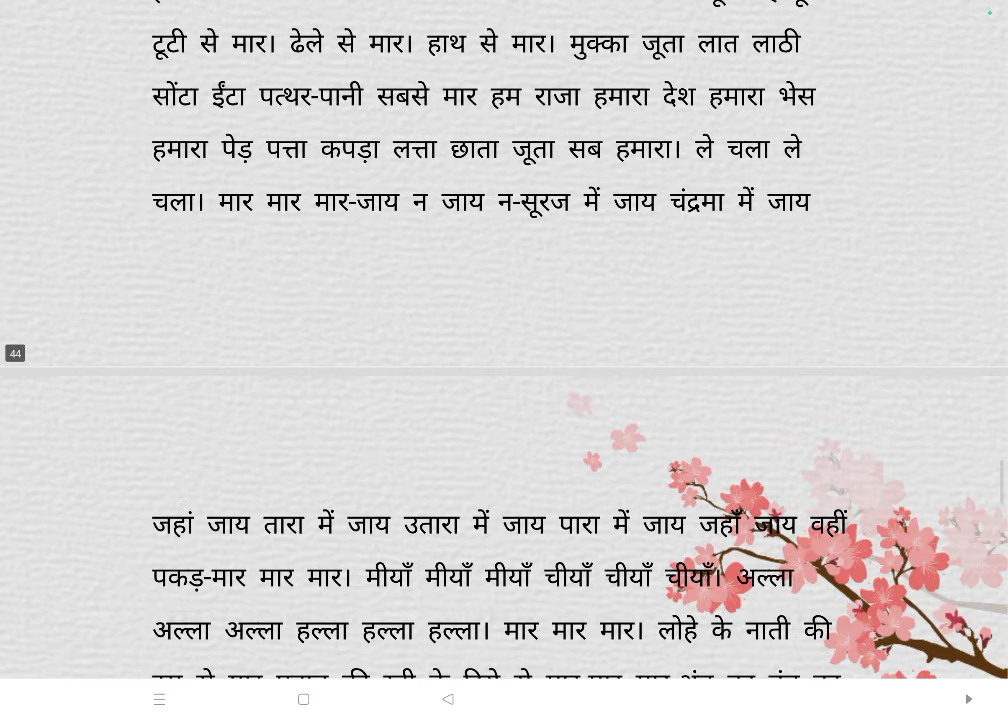 टूटी से मार। ढेले से मार। हाथ से मार। मुक्का जूता लात लाठी
सोंटा ईंटा पत्थर-पानी सबसे मार हम राजा हमारा देश हमारा भेस
हमारा पेड़ पत्ता कपड़ा लत्ता छाता जूता सब हमारा। ले चला ले
चला। मार मार मार-जाय न जाय न-सूरज में जाय चंद्रमा में जाय
44
जहां जाय तारा में जाय उतारा में जाय पारा में जाय जहाँ जाय वहीं
पकड़-मार मार मार। मीयाँ मीयाँ मीयाँ चीयाँ चीयाँ चीयाँ। अल्ला
अल्ला अल्ला हल्ला हल्ला हल्ला। मार मार मार। लोहे के नाती की